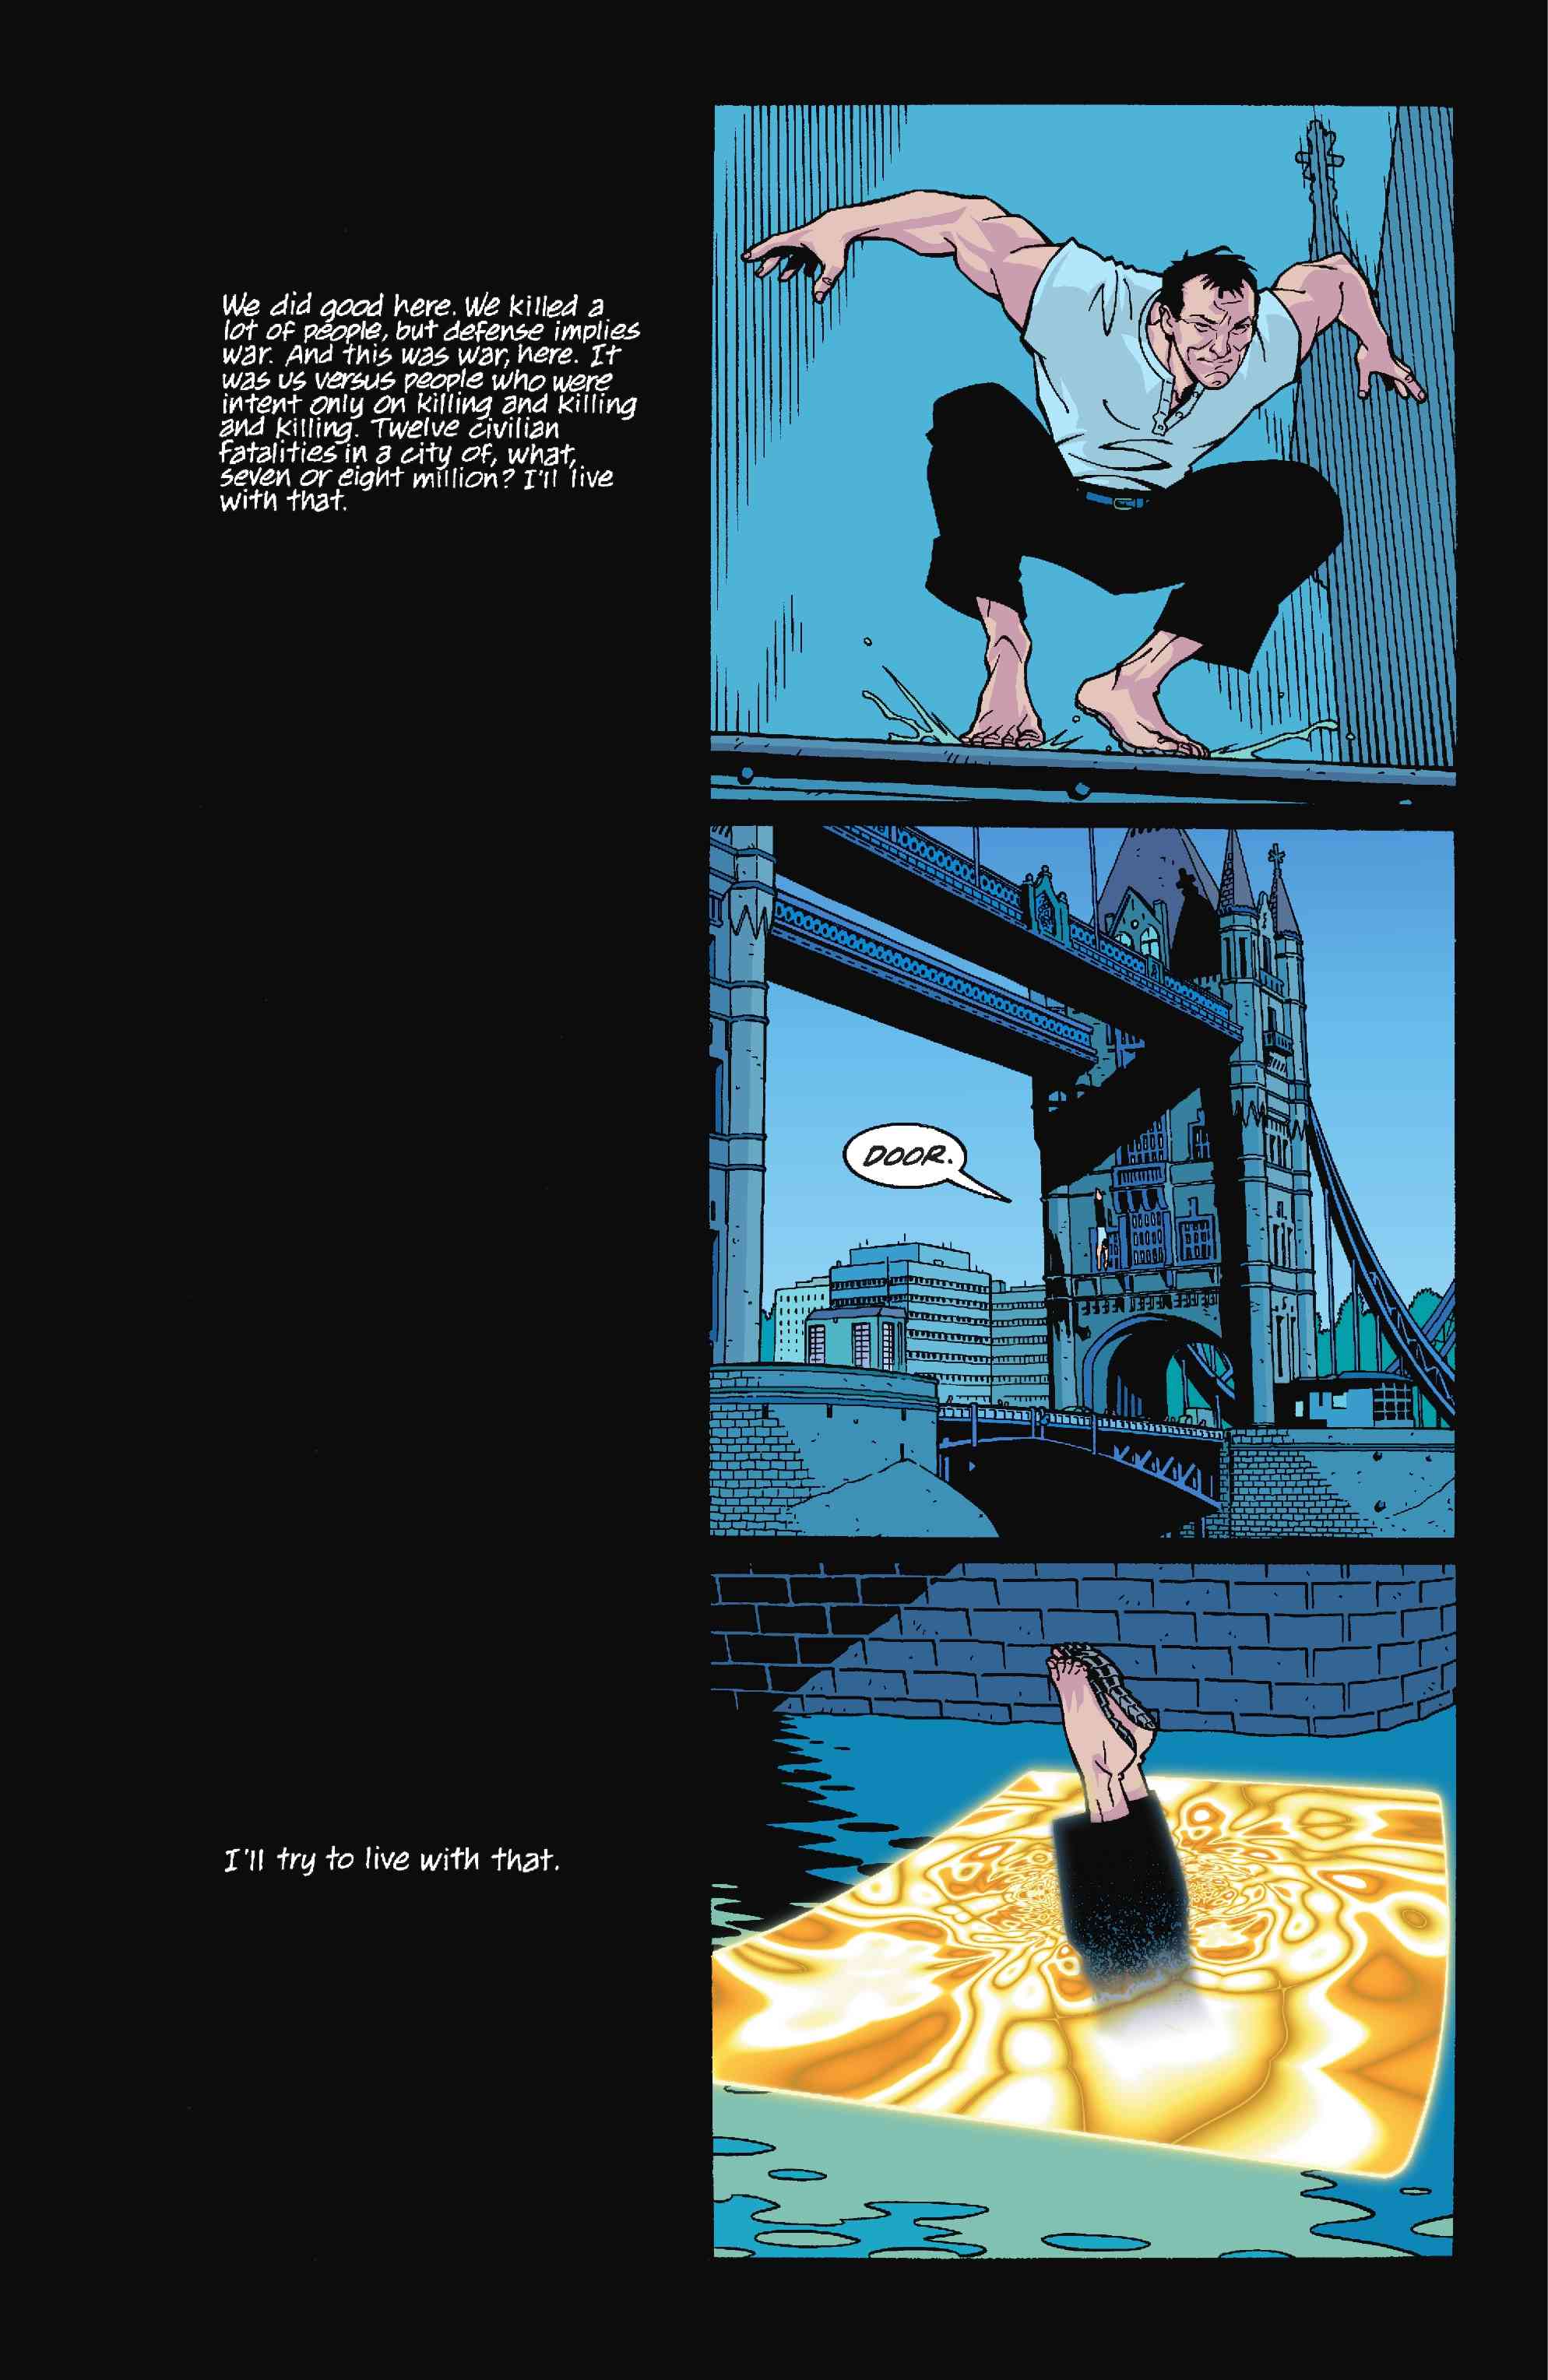 We did good here. We killed a
lot of people, but defense implies
war. And this was war, here. It
was us versus people who were
intent only on killing and killing
and killing. Twelve civilian
fatalities in a city of, what,
seven or eight million? I'll live
with that.
DOOR.
I'll try to live with that.